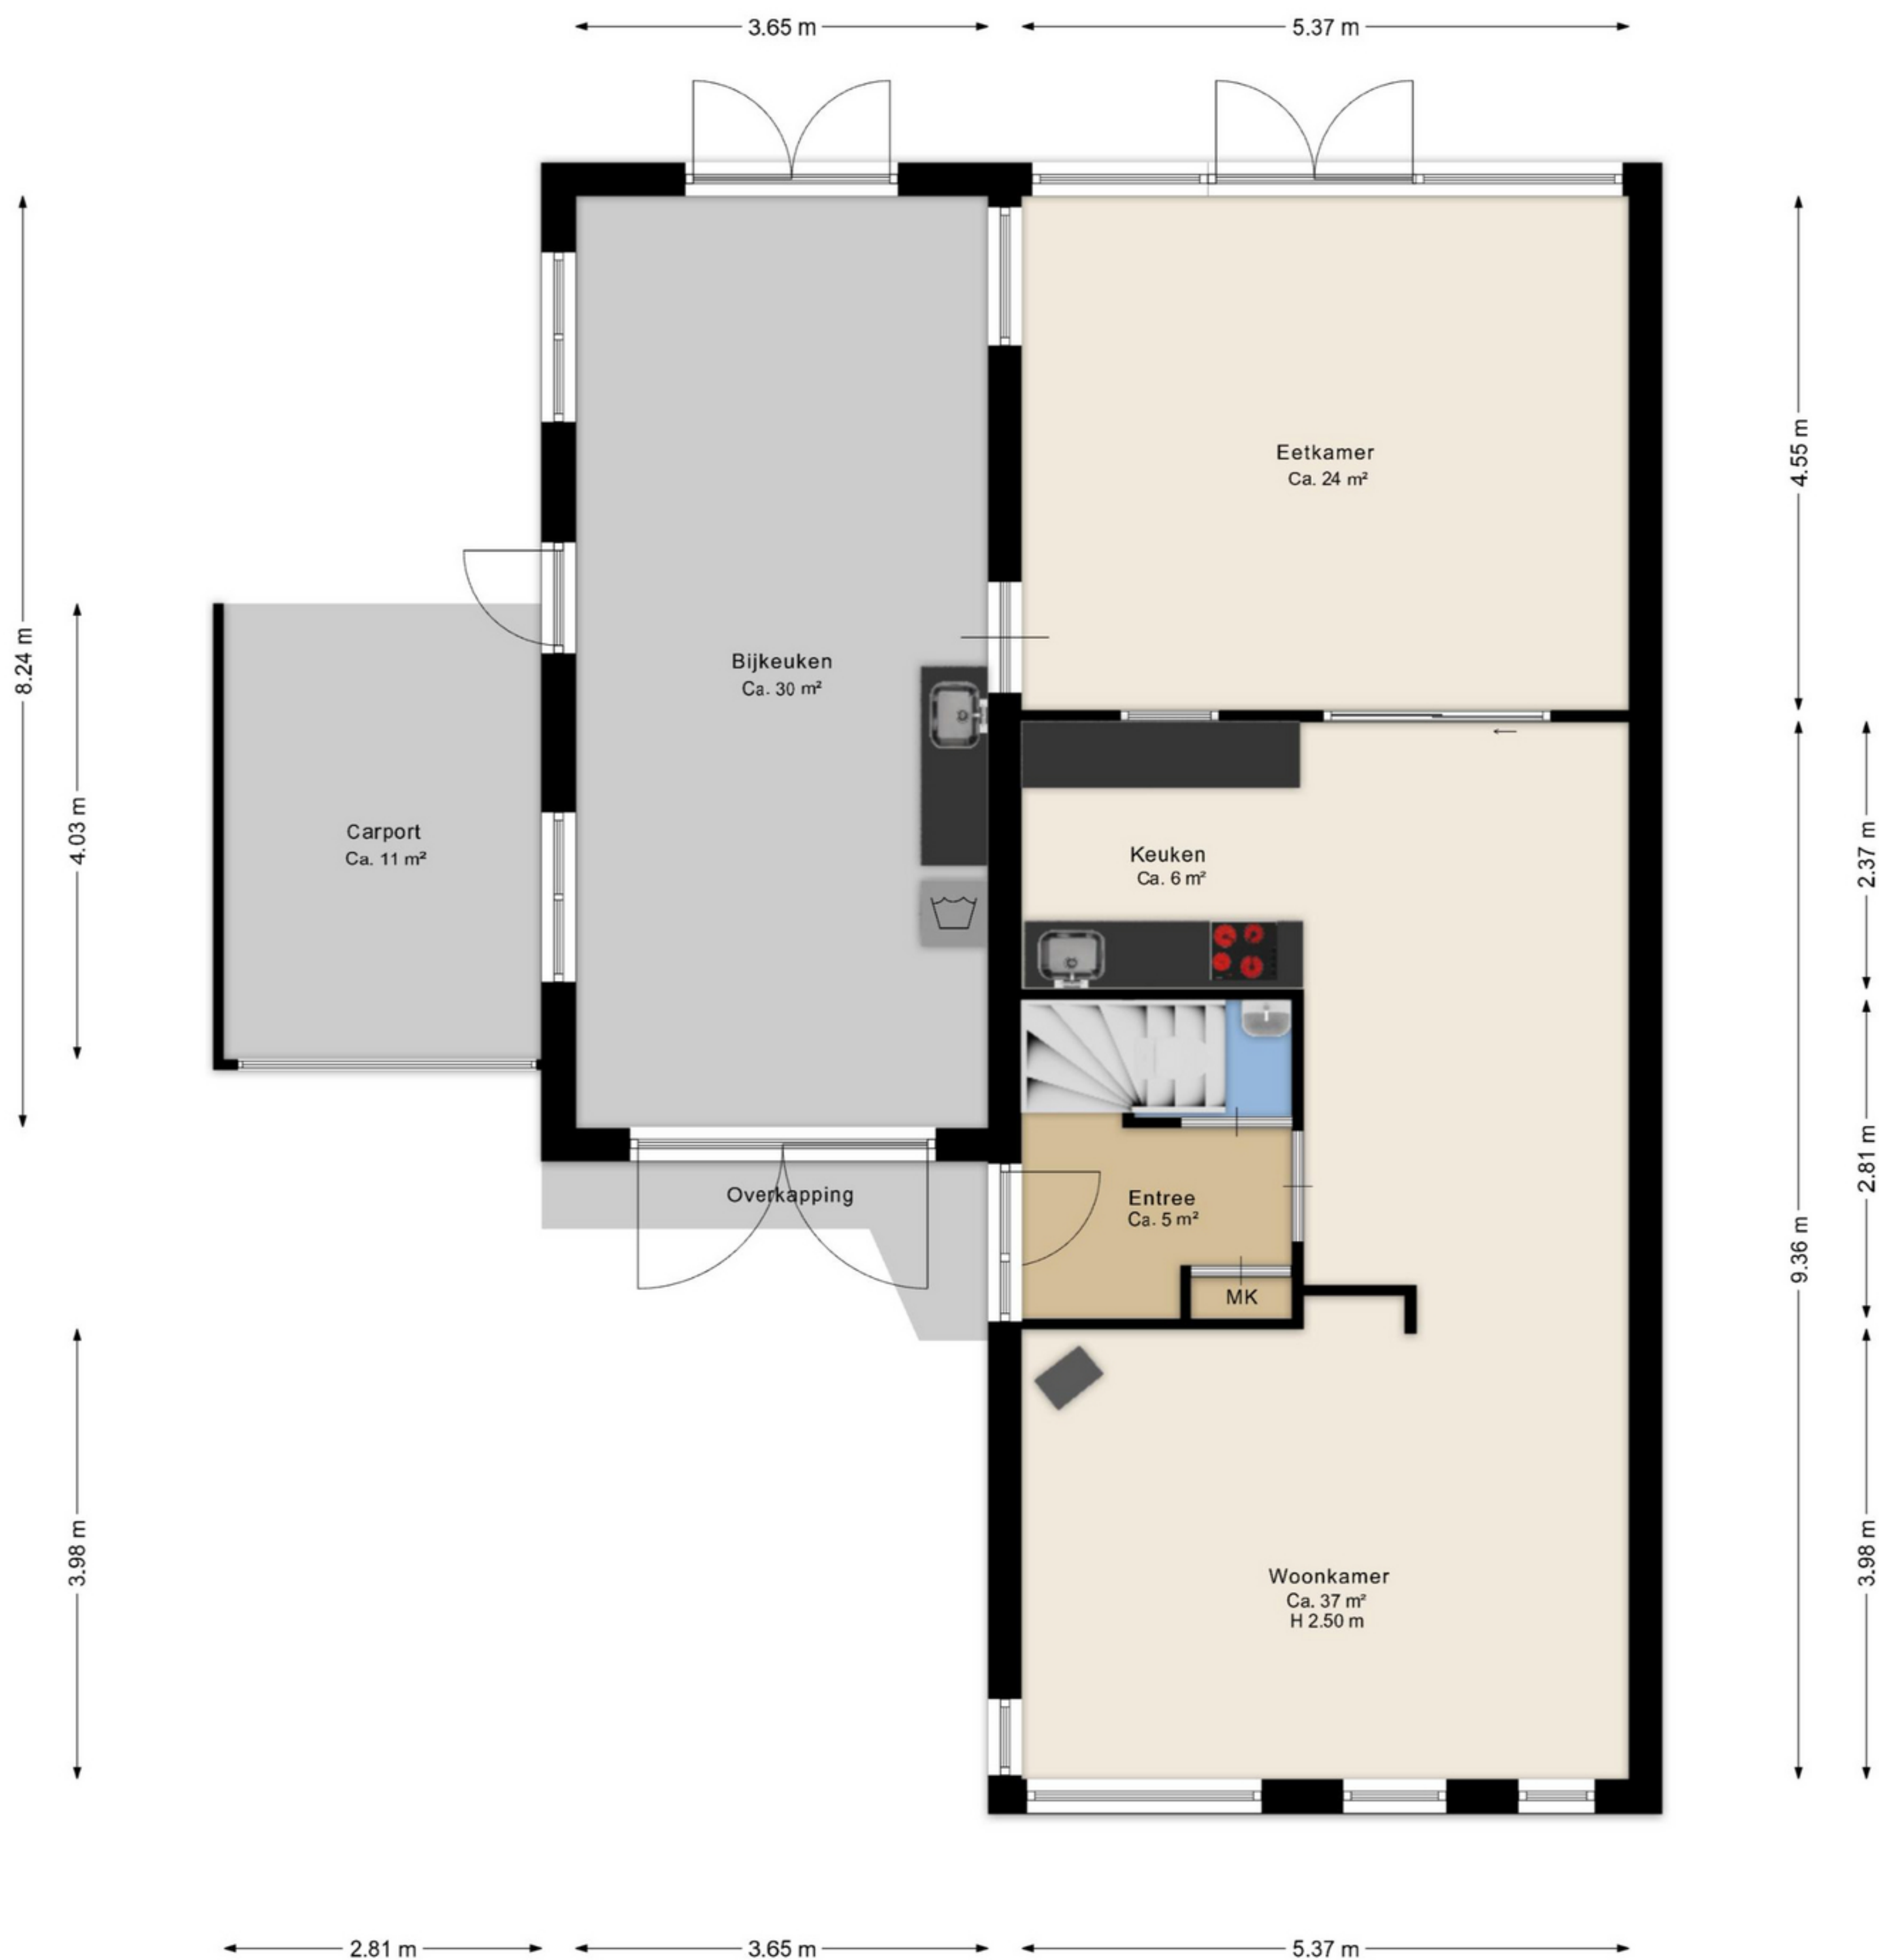 3.65 m
5.37 m
Eetkamer
Ca. 24 m²
4.55 m
8.24 m
Bijkeuken
Ca. 30 m²
Carport
Ca. 11 m²
4.03 m
Keuken
Ca. 6 m²
2.37 m
2.81 m
Overkapping
Entree
Ca. 5 m²
MK
9.36 m
3.98 m
Woonkamer
Ca. 37 m²
H 2.50 m
3.98 m
2.81 m
3.65 m
5.37 m